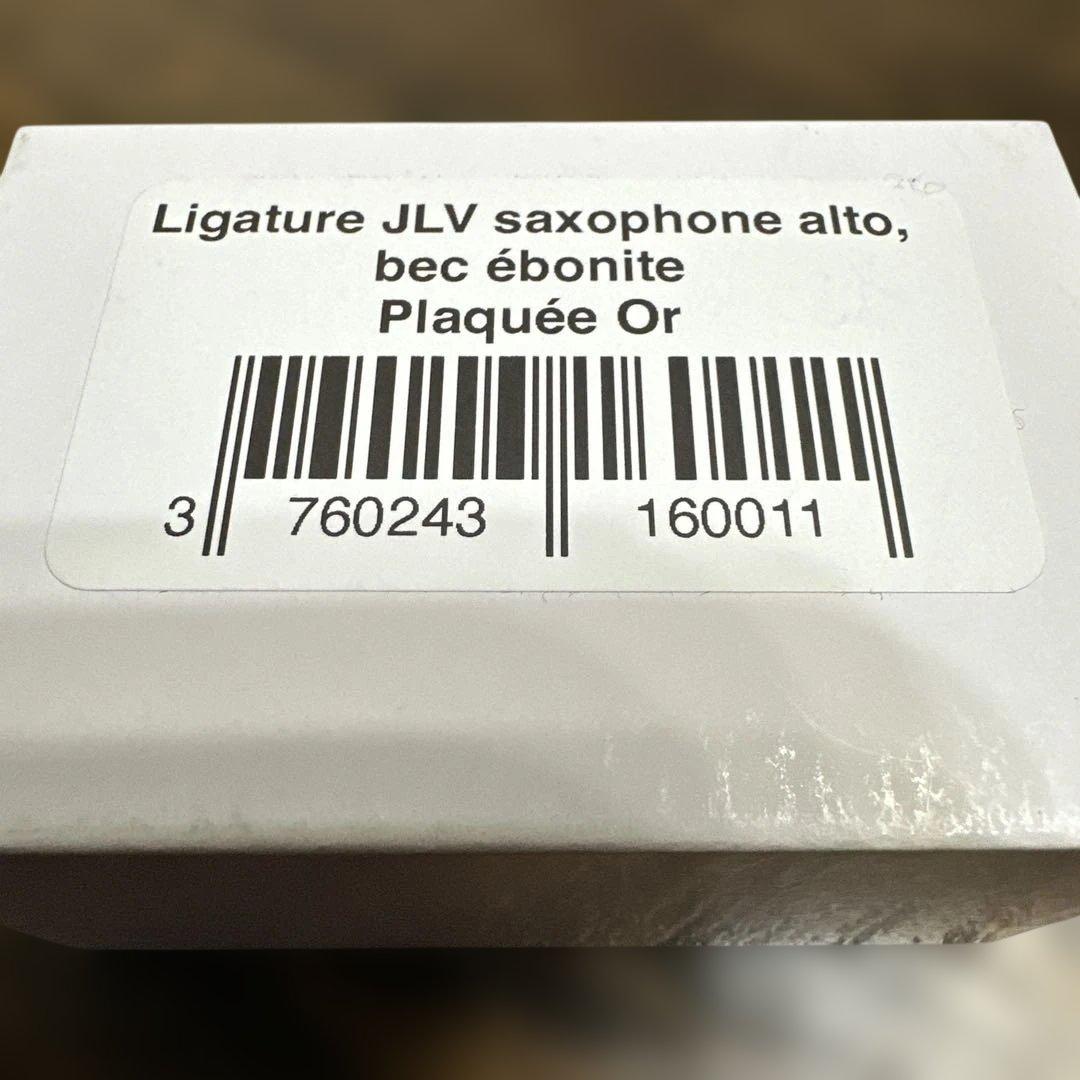 Ligature JLV saxophone alto,
bec ébonite
Plaquée Or
3 760243 160011